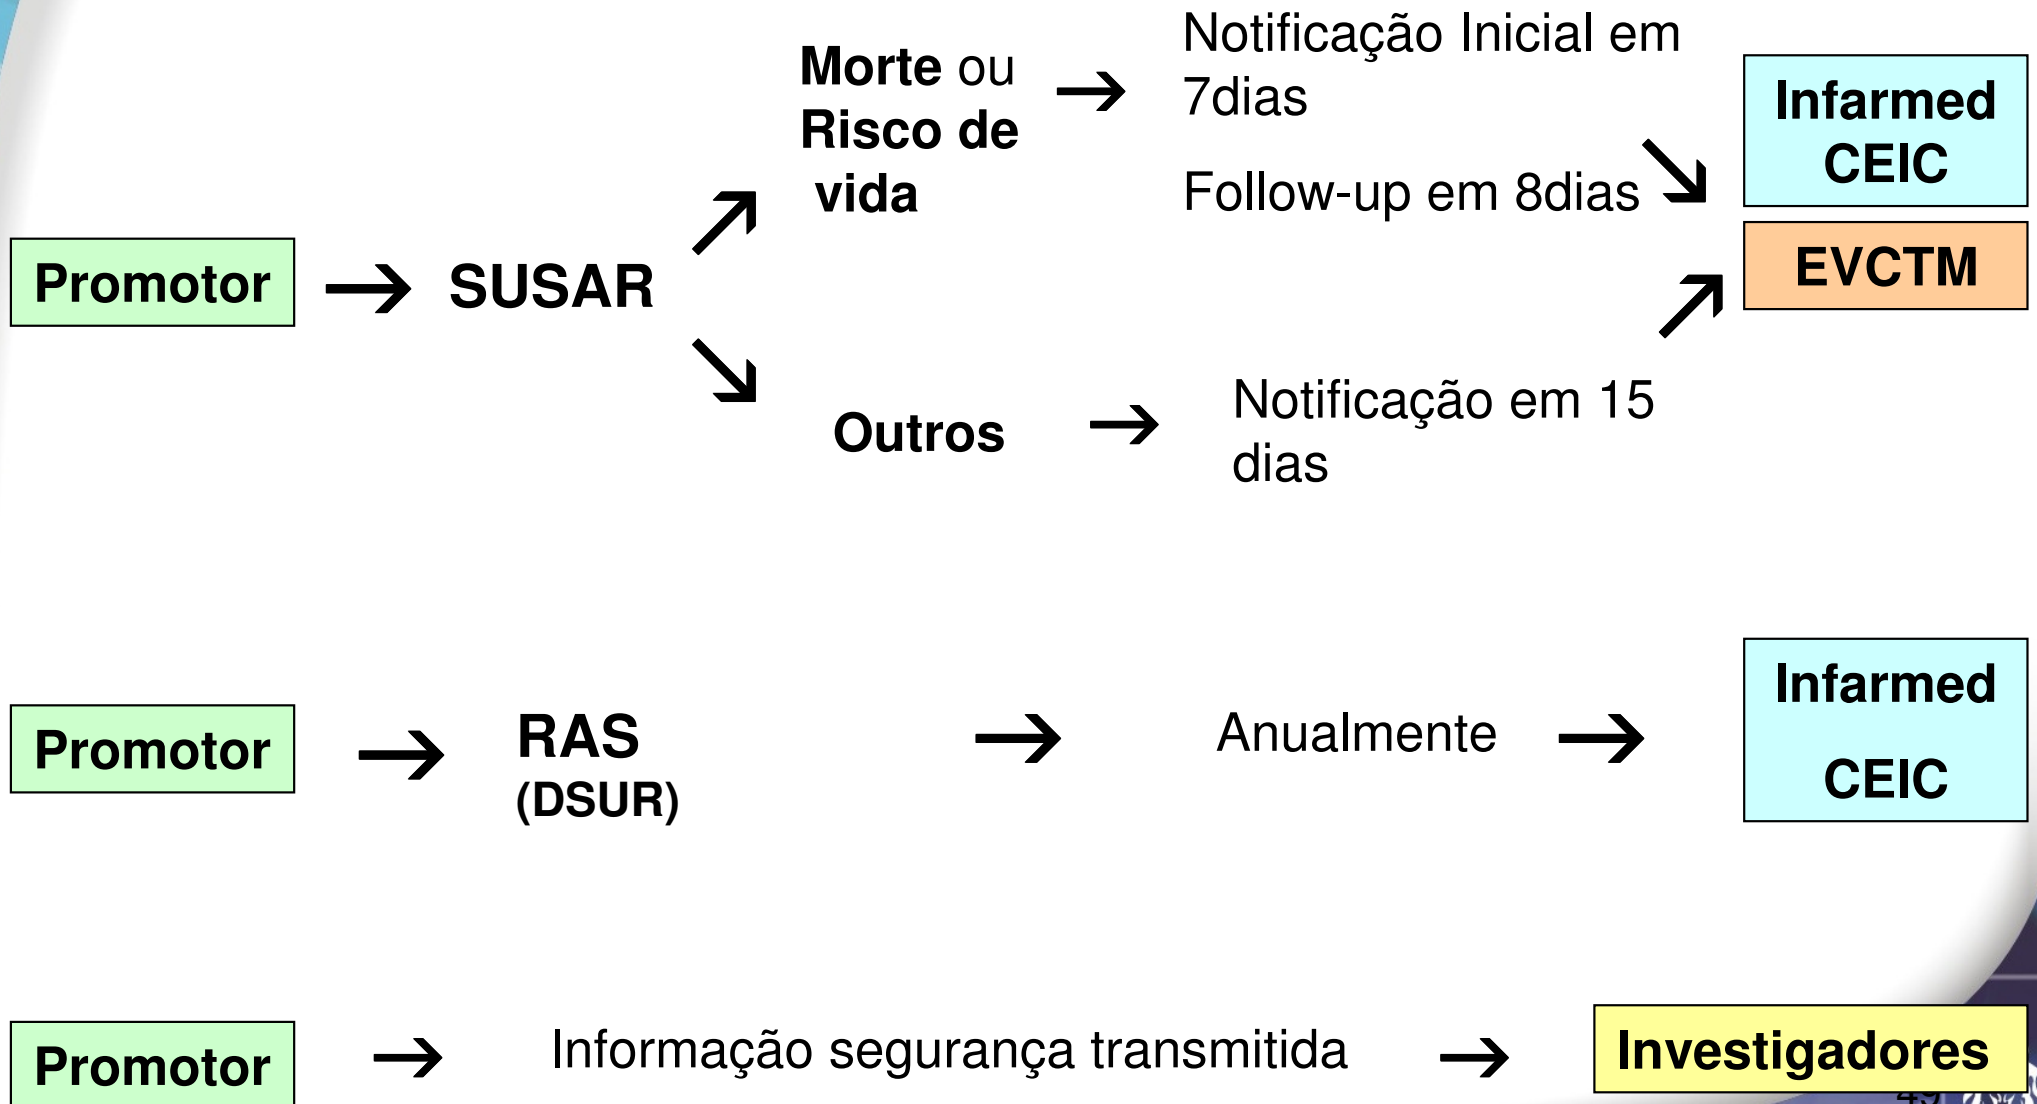 Morte ou
Risco de
vida
→
Notificação Inicial em
7dias
Follow-up em 8dias
Infarmed
CEIC
EVCTM
Promotor
→
SUSAR
Outros
→
Notificação em 15
dias
Promotor
→
RAS
(DSUR)
→
Anualmente
→
Infarmed
CEIC
Promotor
→
Informação segurança transmitida
→
Investigadores
49